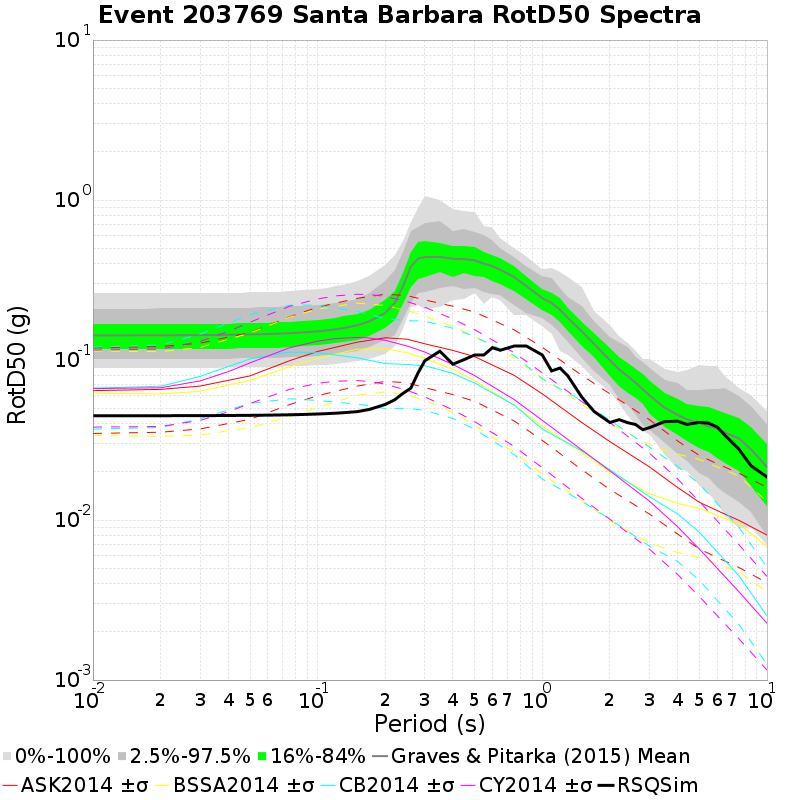 Event 203769 Santa Barbara RotD50 Spectra
10^1
10^0
10^-1
10^-2
10^-3
RotD50 (g)
10^-2 2 3 4 5 6 10^-1 2 3 4 5 6 7 10^0 2 3 4 5 6 7 10^1
Period (s)
0%-100% 2.5%-97.5% 16%-84% Graves & Pitarka (2015) Mean
ASK2014 ±σ BSSA2014 ±σ CB2014 ±σ CY2014 ±σ RSQSim